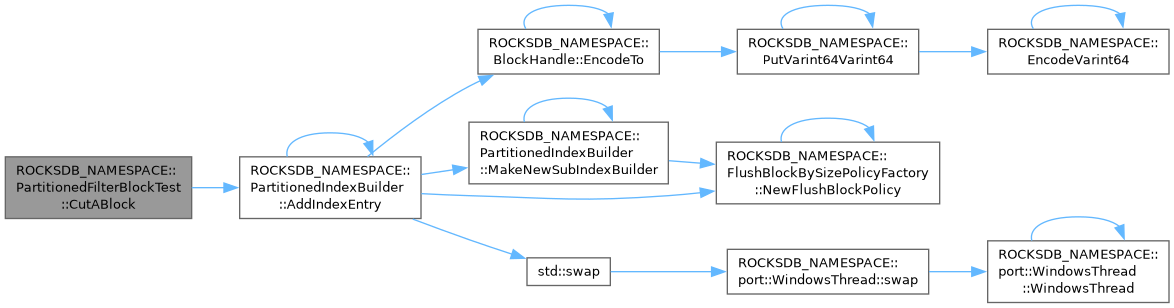 ROCKSDB_NAMESPACE::
PartitionedFilterBlockTest
::CutABlock
ROCKSDB_NAMESPACE::
PartitionedIndexBuilder
::AddIndexEntry
ROCKSDB_NAMESPACE::
BlockHandle::EncodeTo
ROCKSDB_NAMESPACE::
PutVarint64Varint64
ROCKSDB_NAMESPACE::
EncodeVarint64
ROCKSDB_NAMESPACE::
PartitionedIndexBuilder
::MakeNewSubIndexBuilder
ROCKSDB_NAMESPACE::
FlushBlockBySizePolicyFactory
::NewFlushBlockPolicy
std::swap
ROCKSDB_NAMESPACE::
port::WindowsThread::swap
ROCKSDB_NAMESPACE::
port::WindowsThread
::WindowsThread